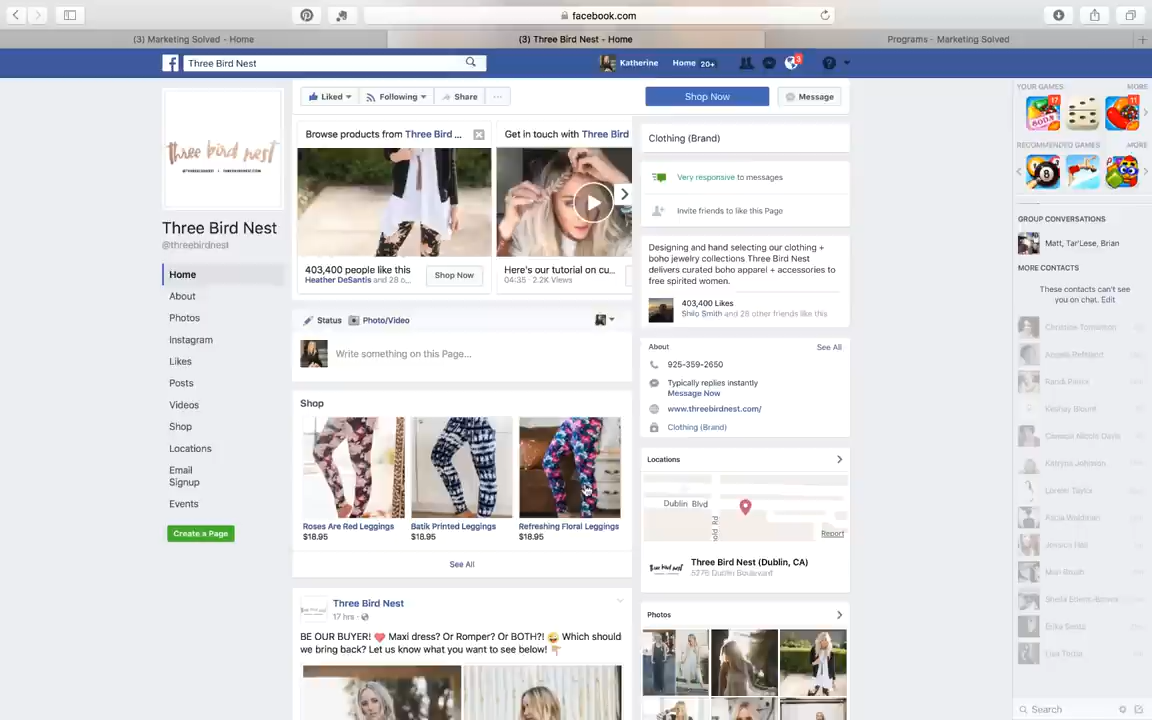 facebook.com
(3) Marketing Solved - Home
(3) Three Bird Nest - Home
Programs - Marketing Solved
Three Bird Nest
Katherine
Home 20+
3
three bird nest
Three Bird Nest
@threebirdnest
Home
About
Photos
Instagram
Likes
Posts
Videos
Shop
Locations
Email
Signup
Events
Create a Page
Liked
Following
Share
Shop Now
Message
Browse products from Three Bird ...
403,400 people like this
Heather DeSantis and 28 o...
Shop Now
Get in touch with Three Bird
Here's our tutorial on cu...
04:35 · 2.2K Views
Status
Photo/Video
Write something on this Page...
Shop
Roses Are Red Leggings
$18.95
Batik Printed Leggings
$18.95
Refreshing Floral Leggings
$18.95
See All
Three Bird Nest
17 hrs ·
BE OUR BUYER! ❤️ Maxi dress? Or Romper? Or BOTH?! 😜 Which should
we bring back? Let us know what you want to see below! 👇🏼
Clothing (Brand)
Very responsive to messages
Invite friends to like this Page
Designing and hand selecting our clothing +
boho jewelry collections Three Bird Nest
delivers curated boho apparel + accessories to
free spirited women.
403,400 Likes
Shilo Smith and 28 other friends like this
About
See All
925-359-2650
Typically replies instantly
Message Now
www.threebirdnest.com/
Clothing (Brand)
Locations
Dublin Blvd
Report
Three Bird Nest (Dublin, CA)
Dublin Boulevard
Photos
YOUR GAMES
MORE
17
11
RECOMMENDED GAMES
MORE
8
GROUP CONVERSATIONS
Matt, Tar'Lese, Brian
MORE CONTACTS
These contacts can't see
you on chat. Edit
Search